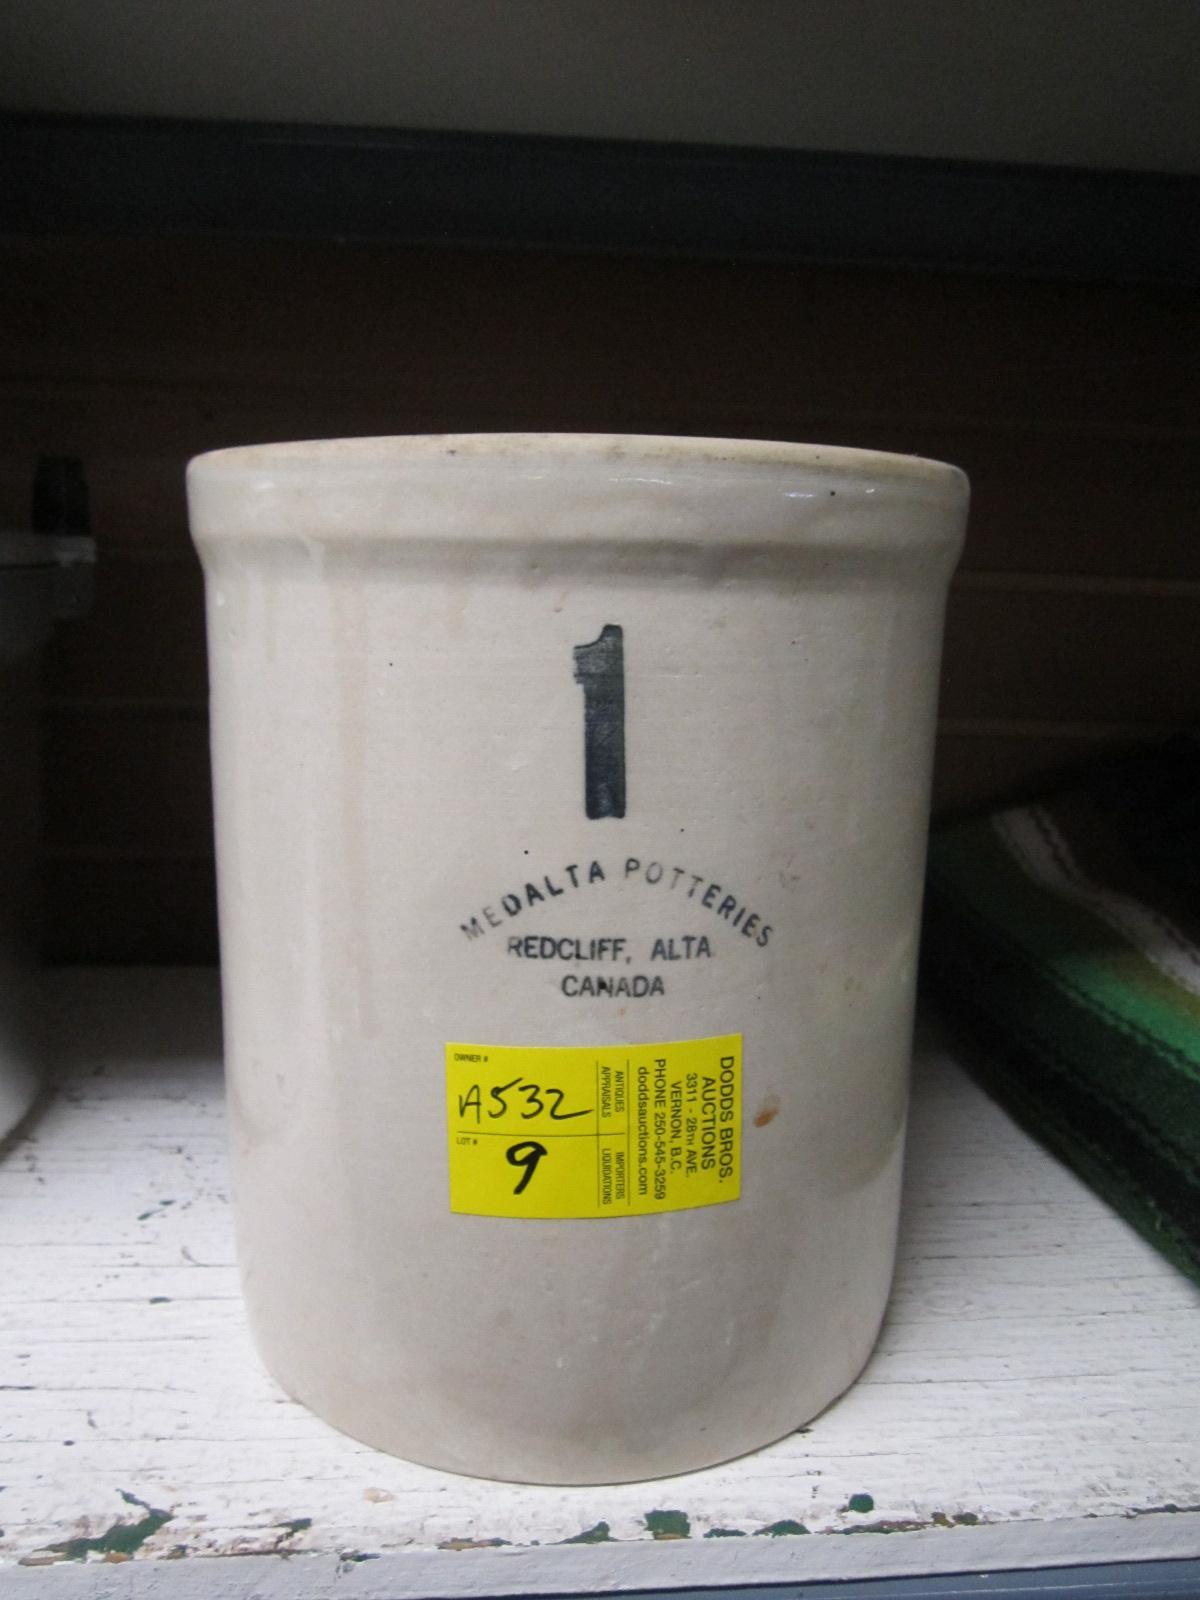 1
MEDALTA POTTERIES
REDCLIFF, ALTA.
CANADA
OWNER #
A532
LOT #
9
ANTIQUES
APPRAISALS
IMPORTERS
LIQUIDATIONS
DODDS BROS.
AUCTIONS
3311 - 28TH AVE.
VERNON, B.C.
PHONE 250-545-3259
doddsauctions.com